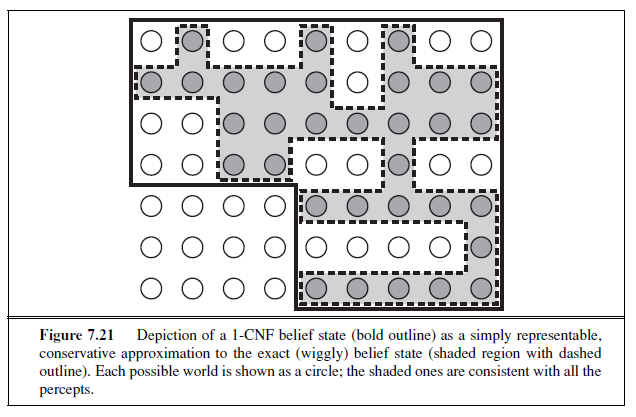 Figure 7.21 Depiction of a 1-CNF belief state (bold outline) as a simply representable,
conservative approximation to the exact (wiggly) belief state (shaded region with dashed
outline). Each possible world is shown as a circle; the shaded ones are consistent with all the
percepts.